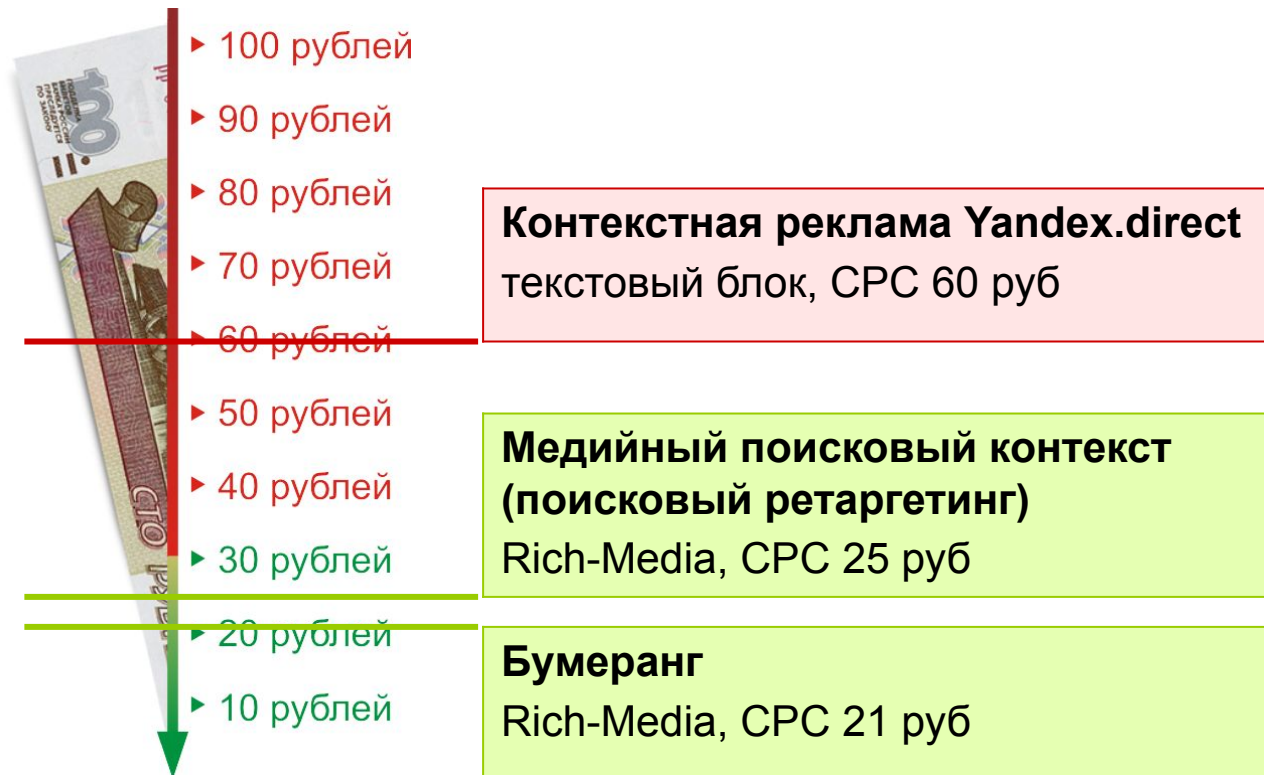 100 рублей
90 рублей
80 рублей
70 рублей
60 рублей
50 рублей
40 рублей
30 рублей
20 рублей
10 рублей
Контекстная реклама Yandex.direct
текстовый блок, CPC 60 руб
Медийный поисковый контекст
(поисковый ретаргетинг)
Rich-Media, CPC 25 руб
Бумеранг
Rich-Media, CPC 21 руб
100
СТО